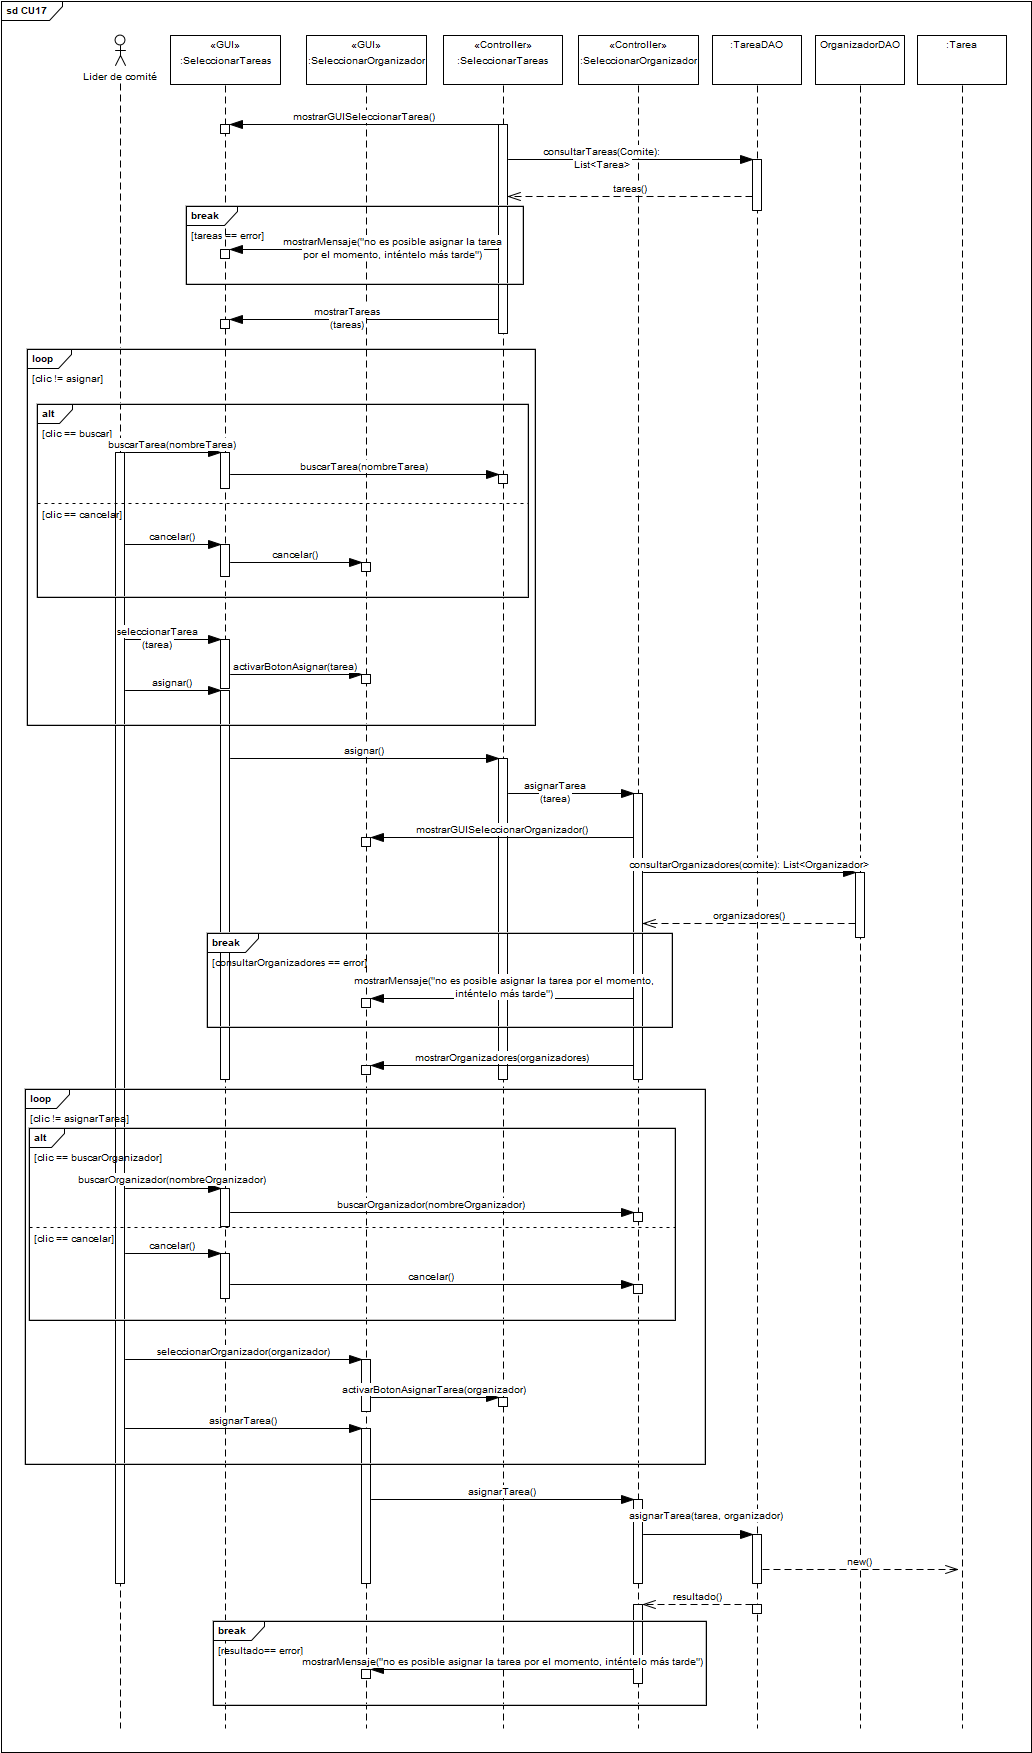 sd CU17
«GUI»
:SeleccionarTareas
«GUI»
:SeleccionarOrganizador
«Controller»
:SeleccionarTareas
«Controller»
:SeleccionarOrganizador
:TareaDAO
OrganizadorDAO
:Tarea
Lider de comité
mostrarGUISeleccionarTarea()
consultarTareas(Comite):
List<Tarea>
tareas()
break
[tareas == error]
mostrarMensaje("no es posible asignar la tarea
por el momento, inténtelo más tarde")
mostrarTareas
(tareas)
loop
[clic != asignar]
alt
[clic == buscar]
buscarTarea(nombreTarea)
buscarTarea(nombreTarea)
[clic == cancelar]
cancelar()
cancelar()
seleccionarTarea
(tarea)
activarBotonAsignar(tarea)
asignar()
asignar()
asignarTarea
(tarea)
mostrarGUISeleccionarOrganizador()
consultarOrganizadores(comite): List<Organizador>
organizadores()
break
[consultarOrganizadores == error]
mostrarMensaje("no es posible asignar la tarea por el momento,
inténtelo más tarde")
mostrarOrganizadores(organizadores)
loop
[clic != asignarTarea]
alt
[clic == buscarOrganizador]
buscarOrganizador(nombreOrganizador)
buscarOrganizador(nombreOrganizador)
[clic == cancelar]
cancelar()
cancelar()
seleccionarOrganizador(organizador)
activarBotonAsignarTarea(organizador)
asignarTarea()
asignarTarea()
asignarTarea(tarea, organizador)
new()
resultado()
break
[resultado== error]
mostrarMensaje("no es posible asignar la tarea por el momento, inténtelo más tarde")